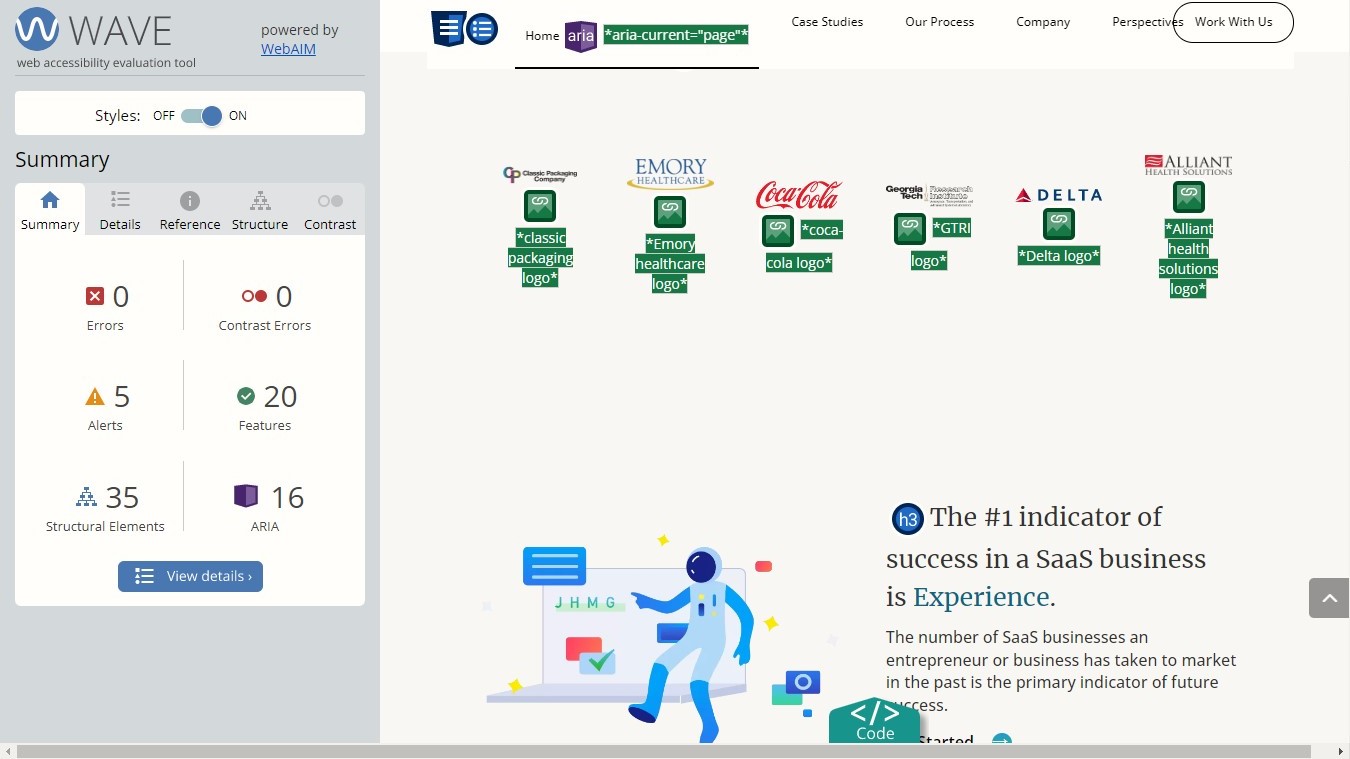 WAVE
powered by
WebAIM
web accessibility evaluation tool
Styles: OFF ON
Summary
Summary Details Reference Structure Contrast
0 0
Errors Contrast Errors
5 20
Alerts Features
35 16
Structural Elements ARIA
View details ›
Home aria *aria-current="page"* Case Studies Our Process Company Perspectives Work With Us
Classic Packaging
Company
*classic
packaging
logo*
EMORY
HEALTHCARE
*Emory
healthcare
logo*
Coca-Cola
*coca-
cola logo*
Georgia Research
Tech Institute
*GTRI
logo*
DELTA
*Delta logo*
ALLIANT
HEALTH SOLUTIONS
*Alliant
health
solutions
logo*
JHMG
h3 The #1 indicator of
success in a SaaS business
is Experience.
The number of SaaS businesses an
entrepreneur or business has taken to market
in the past is the primary indicator of future
success.
Started
</> 
Code